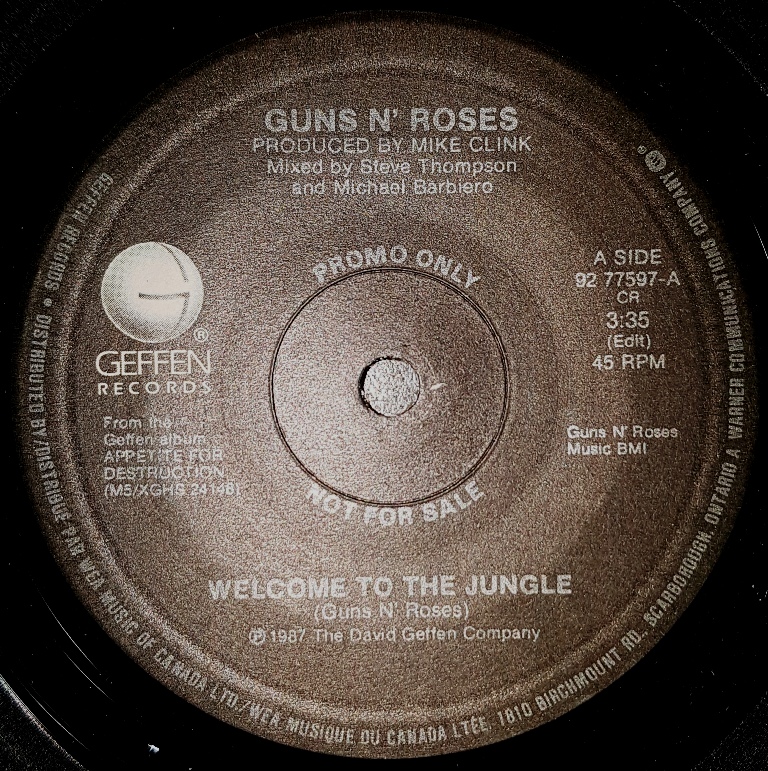 GUNS N' ROSES
PRODUCED BY MIKE CLINK
Mixed by Steve Thompson
and Michael Barbiero
PROMO ONLY
A SIDE
92 77597-A
CR
3:35
(Edit)
45 RPM
®
GEFFEN
RECORDS
From the
Geffen album
APPETITE FOR
DESTRUCTION
(M5/XGHS 24148)
Guns N' Roses
Music BMI
NOT FOR SALE
WELCOME TO THE JUNGLE
(Guns N' Roses)
℗ 1987 The David Geffen Company
GEFFEN RECORDS • DISTRIBUTED BY/DISTRIBUE PAR WEA MUSIC OF CANADA LTD./WEA MUSIQUE DU CANADA LTÉE, 1810 BIRCHMOUNT RD., SCARBOROUGH, ONTARIO A WARNER COMMUNICATIONS COMPANY